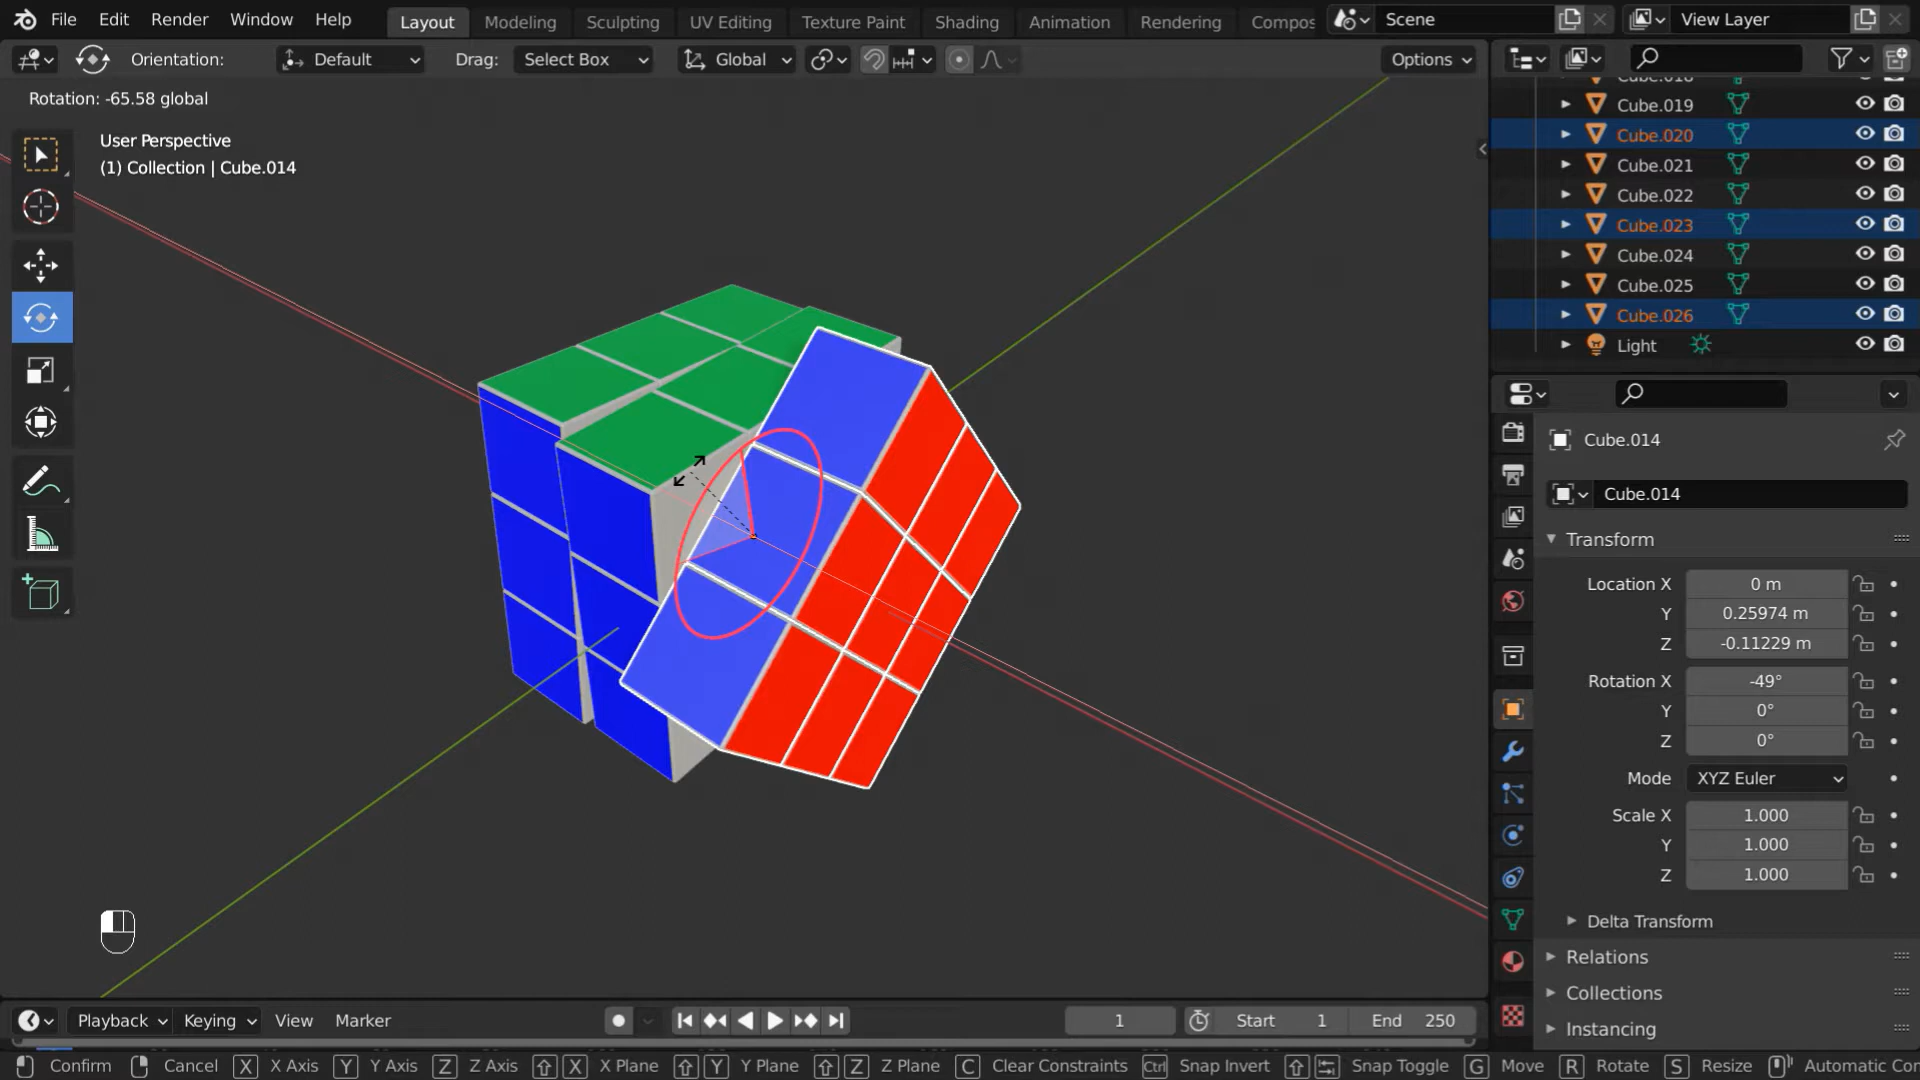 File Edit Render Window Help Layout Modeling Sculpting UV Editing Texture Paint Shading Animation Rendering Compos Scene View Layer
Orientation: Default Drag: Select Box Global Options
Rotation: -65.58 global
User Perspective
(1) Collection | Cube.014
Cube.018
Cube.019
Cube.020
Cube.021
Cube.022
Cube.023
Cube.024
Cube.025
Cube.026
Light
Cube.014
Cube.014
Transform
Location X 0 m
Y 0.25974 m
Z -0.11229 m
Rotation X -49°
Y 0°
Z 0°
Mode XYZ Euler
Scale X 1.000
Y 1.000
Z 1.000
Delta Transform
Relations
Collections
Instancing
Playback Keying View Marker 1 Start 1 End 250
Confirm Cancel X X Axis Y Y Axis Z Z Axis X X Plane Y Y Plane Z Z Plane C Clear Constraints Ctrl Snap Invert Snap Toggle G Move R Rotate S Resize Automatic Con